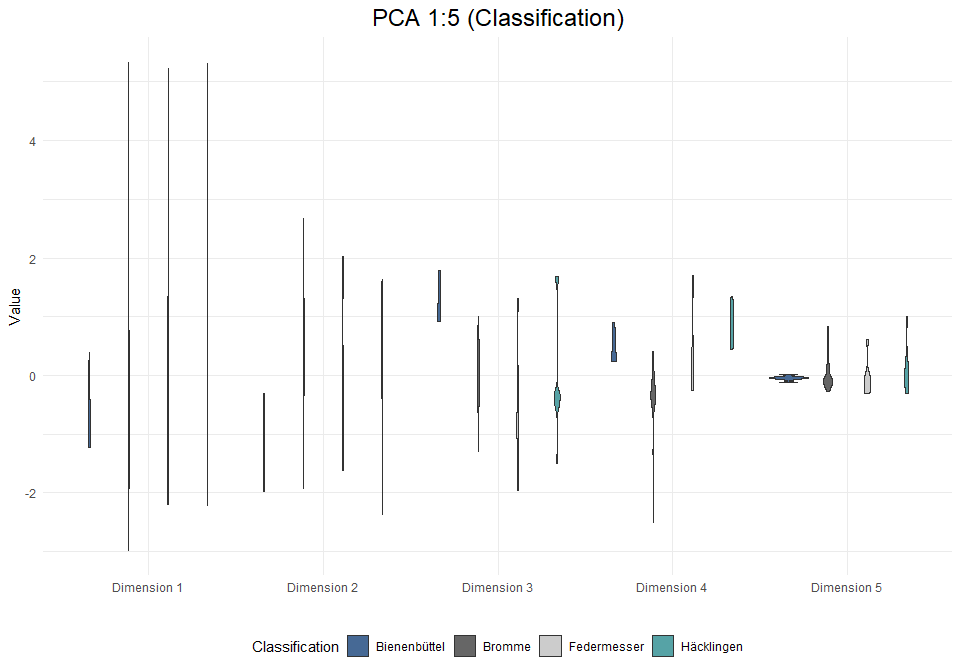 PCA 1:5 (Classification)
4
2
0
-2
Value
Dimension 1 Dimension 2 Dimension 3 Dimension 4 Dimension 5
Classification Bienenbüttel Bromme Federmesser Häcklingen